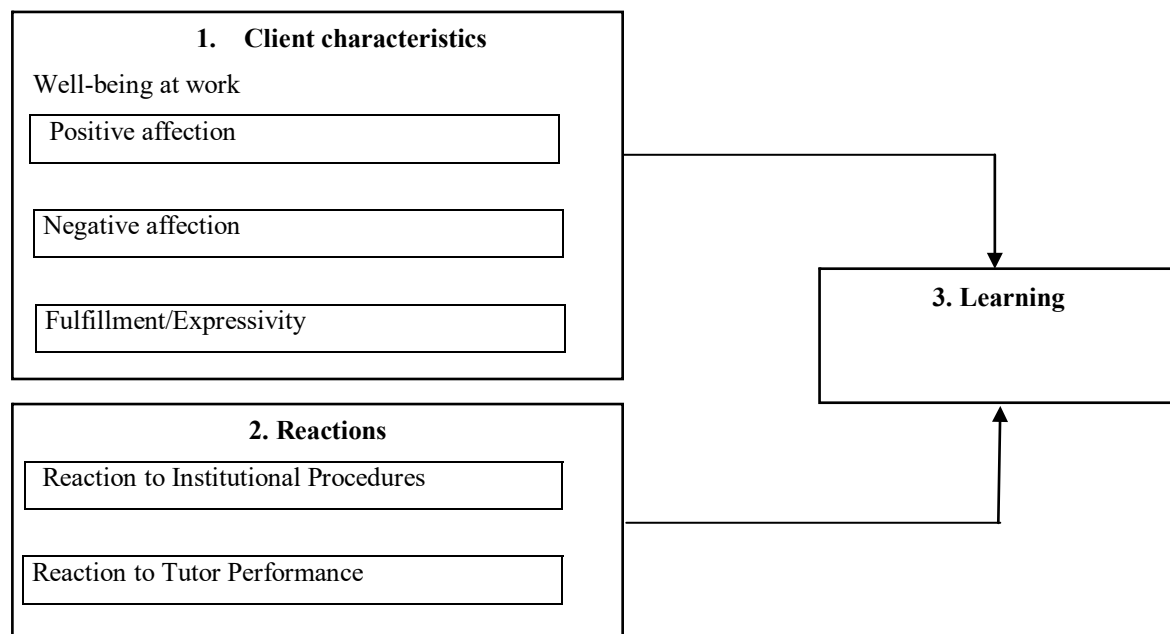 1. Client characteristics
Well-being at work
Positive affection
Negative affection
Fulfillment/Expressivity
2. Reactions
Reaction to Institutional Procedures
Reaction to Tutor Performance
3. Learning